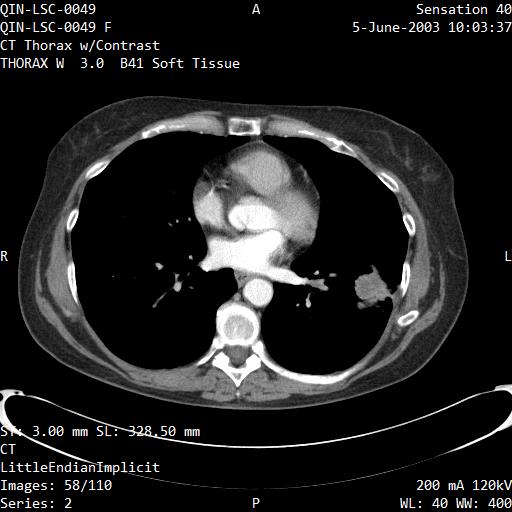 QIN-LSC-0049
A
Sensation 40
QIN-LSC-0049 F
5-June-2003 10:03:37
CT Thorax w/Contrast
THORAX W 3.0 B41 Soft Tissue
R
L
ST: 3.00 mm SL: 328.50 mm
CT
LittleEndianImplicit
Images: 58/110
200 mA 120kV
Series: 2
P
WL: 40 WW: 400